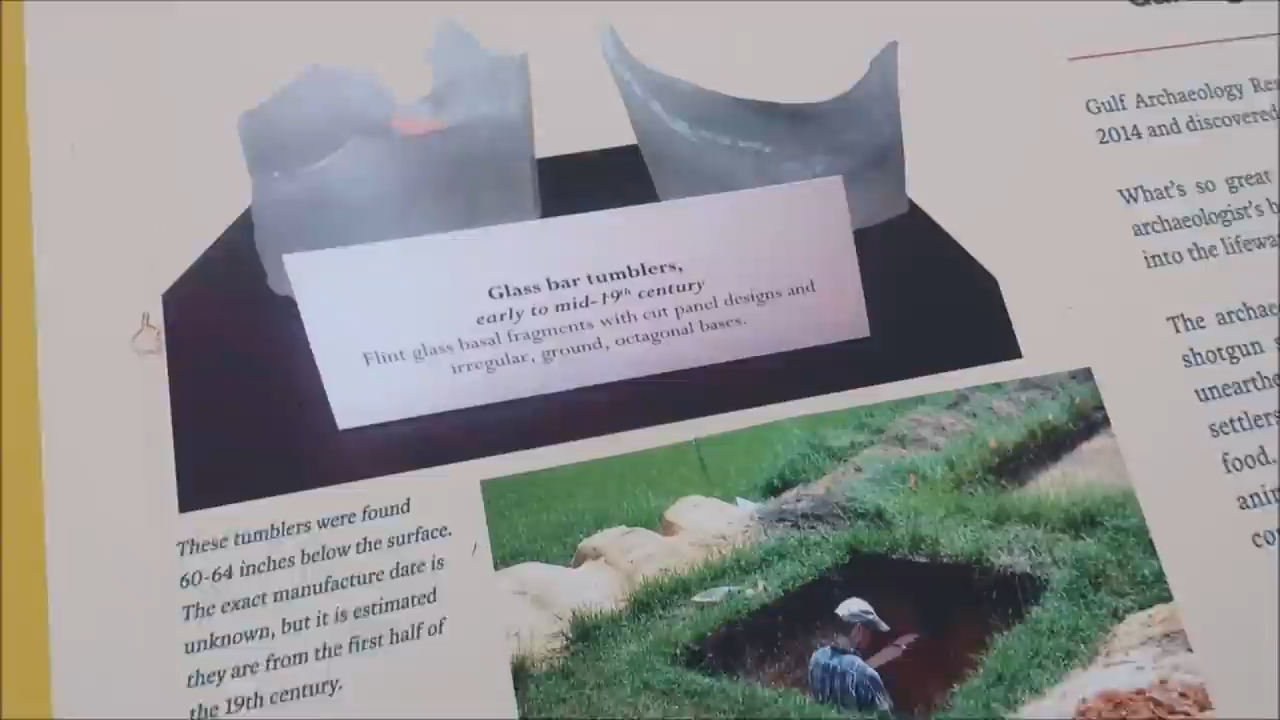 Glass bar tumblers,
early to mid-19th century
Flint glass basal fragments with cut panel designs and
irregular, ground, octagonal bases.
These tumblers were found
60-64 inches below the surface.
The exact manufacture date is
unknown, but it is estimated
they are from the first half of
the 19th century.
Gulf Archaeology
2014 and discovered
What's so great
archaeologist's
into the
The
shotgun
food.